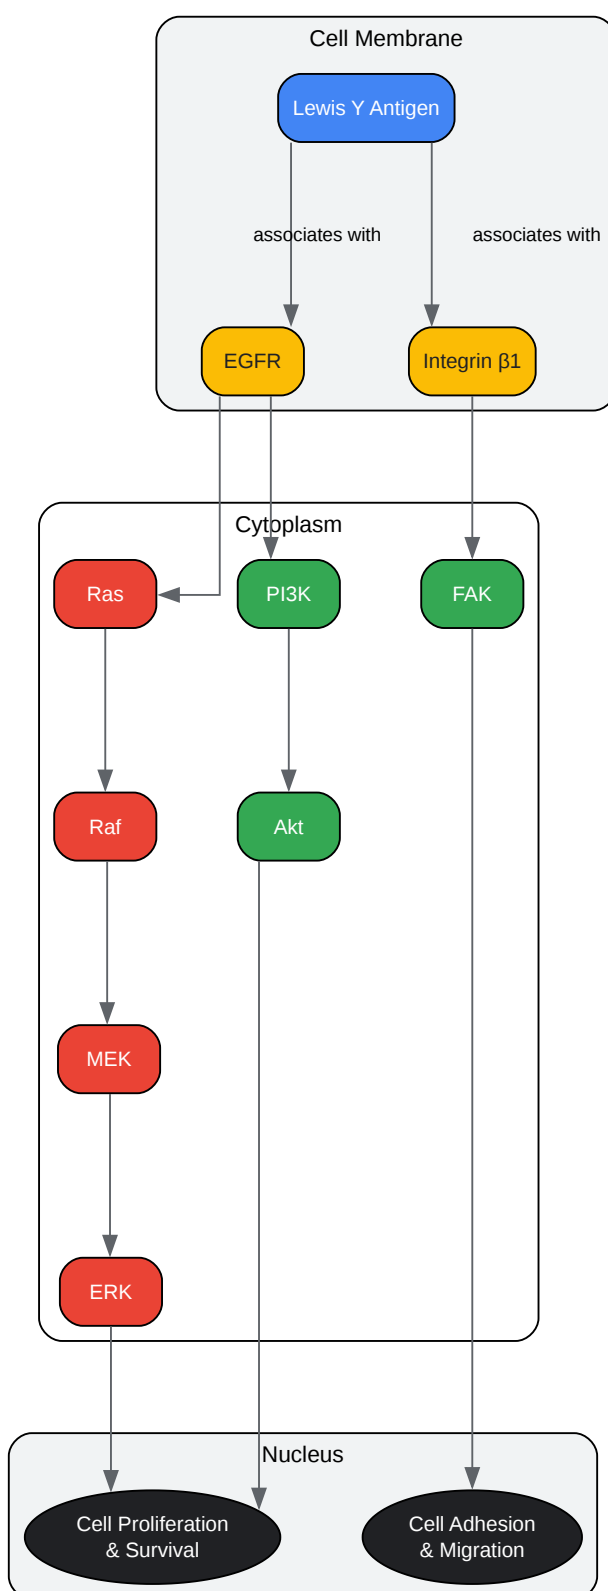 Cell Membrane
Lewis Y Antigen
associates with
associates with
EGFR
Integrin β1
Cytoplasm
Ras
PI3K
FAK
Raf
Akt
MEK
ERK
Nucleus
Cell Proliferation
& Survival
Cell Adhesion
& Migration